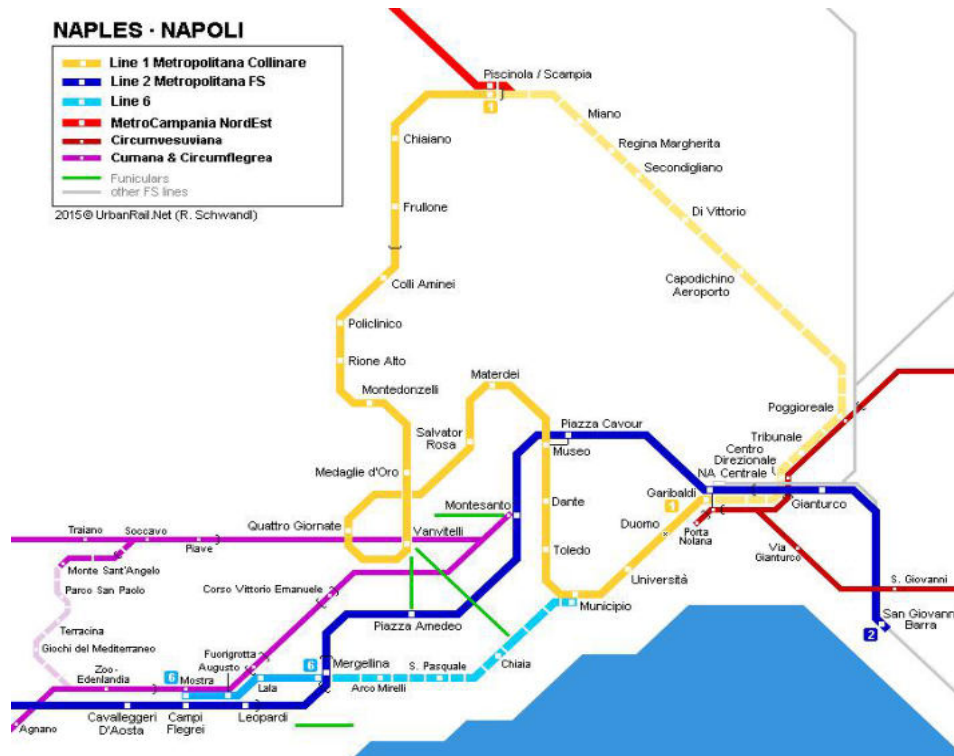 NAPLES · NAPOLI
Line 1 Metropolitana Collinare
Line 2 Metropolitana FS
Line 6
MetroCampania NordEst
Circumvesuviana
Cumana & Circumflegrea
Funiculars
other FS lines
2015 © UrbanRail.Net (R. Schwandl)
Piscinola / Scampia
1
Miano
Chiaiano
Regina Margherita
Secondigliano
Frullone
Di Vittorio
Colli Aminei
Capodichino
Aeroporto
Policlinico
Rione Alto
Materdei
Montedonzelli
Poggioreale
Piazza Cavour
Salvator
Rosa
Museo
Tribunale
Centro
Direzionale
NA Centrale
Medaglie d'Oro
Montesanto
Dante
Garibaldi
1
Gianturco
Quattro Giornate
Vanvitelli
Duomo
Porta
Nolana
Traiano
Soccavo
Piave
Toledo
Via
Gianturco
Monte Sant'Angelo
Parco San Paolo
Corso Vittorio Emanuele
Università
S. Giovanni
Municipio
Piazza Amedeo
San Giovanni
Barra
2
Terracina
Giochi del Mediterraneo
Fuorigrotta
Augusto
6
Mergellina
S. Pasquale
Chiaia
Zoo-
Edenlandia
6
Mostra
Lala
Arco Mirelli
Agnano
Cavalleggeri
D'Aosta
Campi
Flegrei
Leopardi